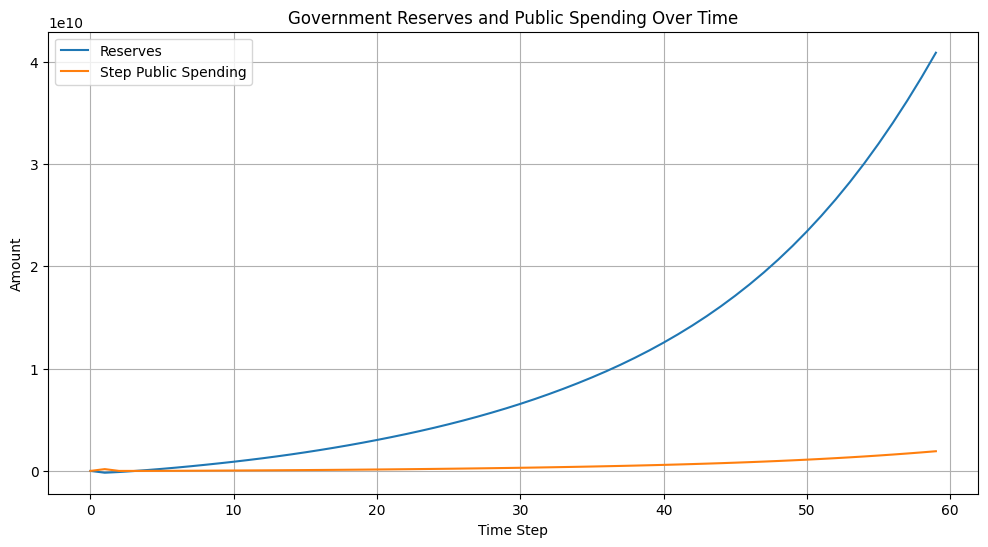 Government Reserves and Public Spending Over Time
1e10
Reserves
Step Public Spending
4
3
2
1
0
Amount
0 10 20 30 40 50 60
Time Step